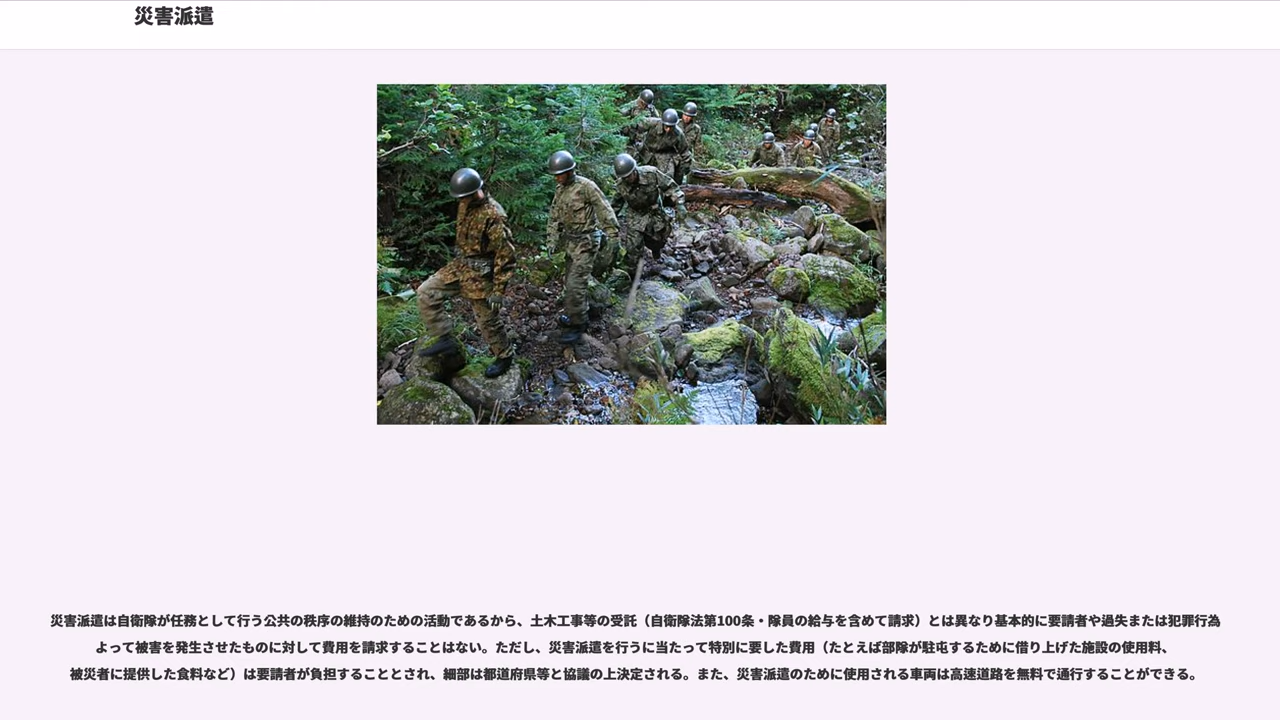 災害派遣
災害派遣は自衛隊が任務として行う公共の秩序の維持のための活動であるから、土木工事等の受託（自衛隊法第100条・隊員の給与を含めて請求）とは異なり基本的に要請者や過失または犯罪行為
よって被害を発生させたものに対して費用を請求することはない。ただし、災害派遣を行うに当たって特別に要した費用（たとえば部隊が駐屯するために借り上げた施設の使用料、
被災者に提供した食料など）は要請者が負担することとされ、細部は都道府県等と協議の上決定される。また、災害派遣のために使用される車両は高速道路を無料で通行することができる。